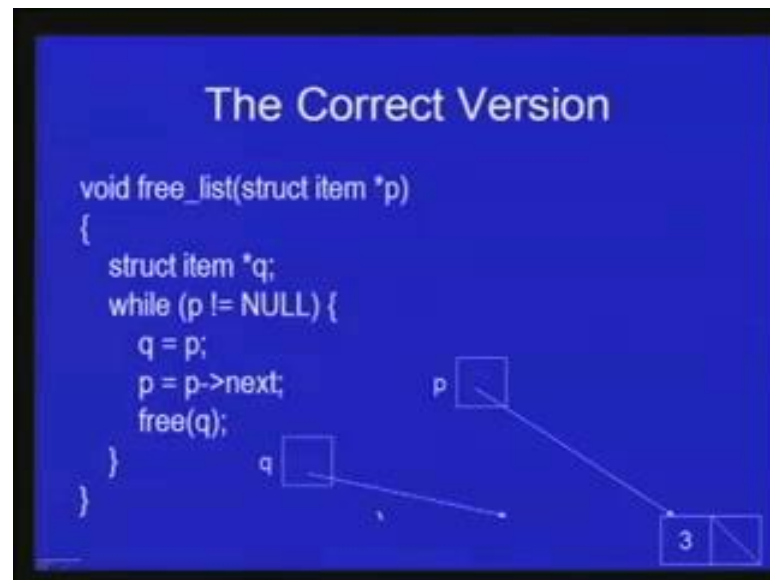 The Correct Version
void free_list(struct item *p)
{
struct item *q;
while (p != NULL) {
q = p;
p = p->next;
free(q);
}
}
p
q
3